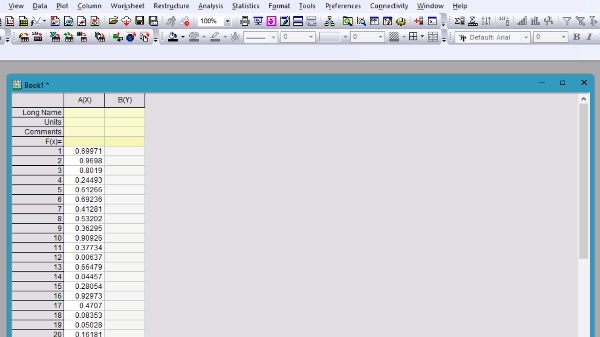 View Data Plot Column Worksheet Restructure Analysis Statistics Format Tools Preferences Connectivity Window Help
100%
0 0 Default: Arial 0 B I
Book1 *
A(X) B(Y)
Long Name
Units
Comments
F(x)=
1 0.69971
2 0.9698
3 0.8019
4 0.24493
5 0.61266
6 0.69236
7 0.41281
8 0.53202
9 0.36295
10 0.90926
11 0.37734
12 0.00637
13 0.66479
14 0.04457
15 0.28054
16 0.92973
17 0.4707
18 0.08353
19 0.05028
20 0.16181